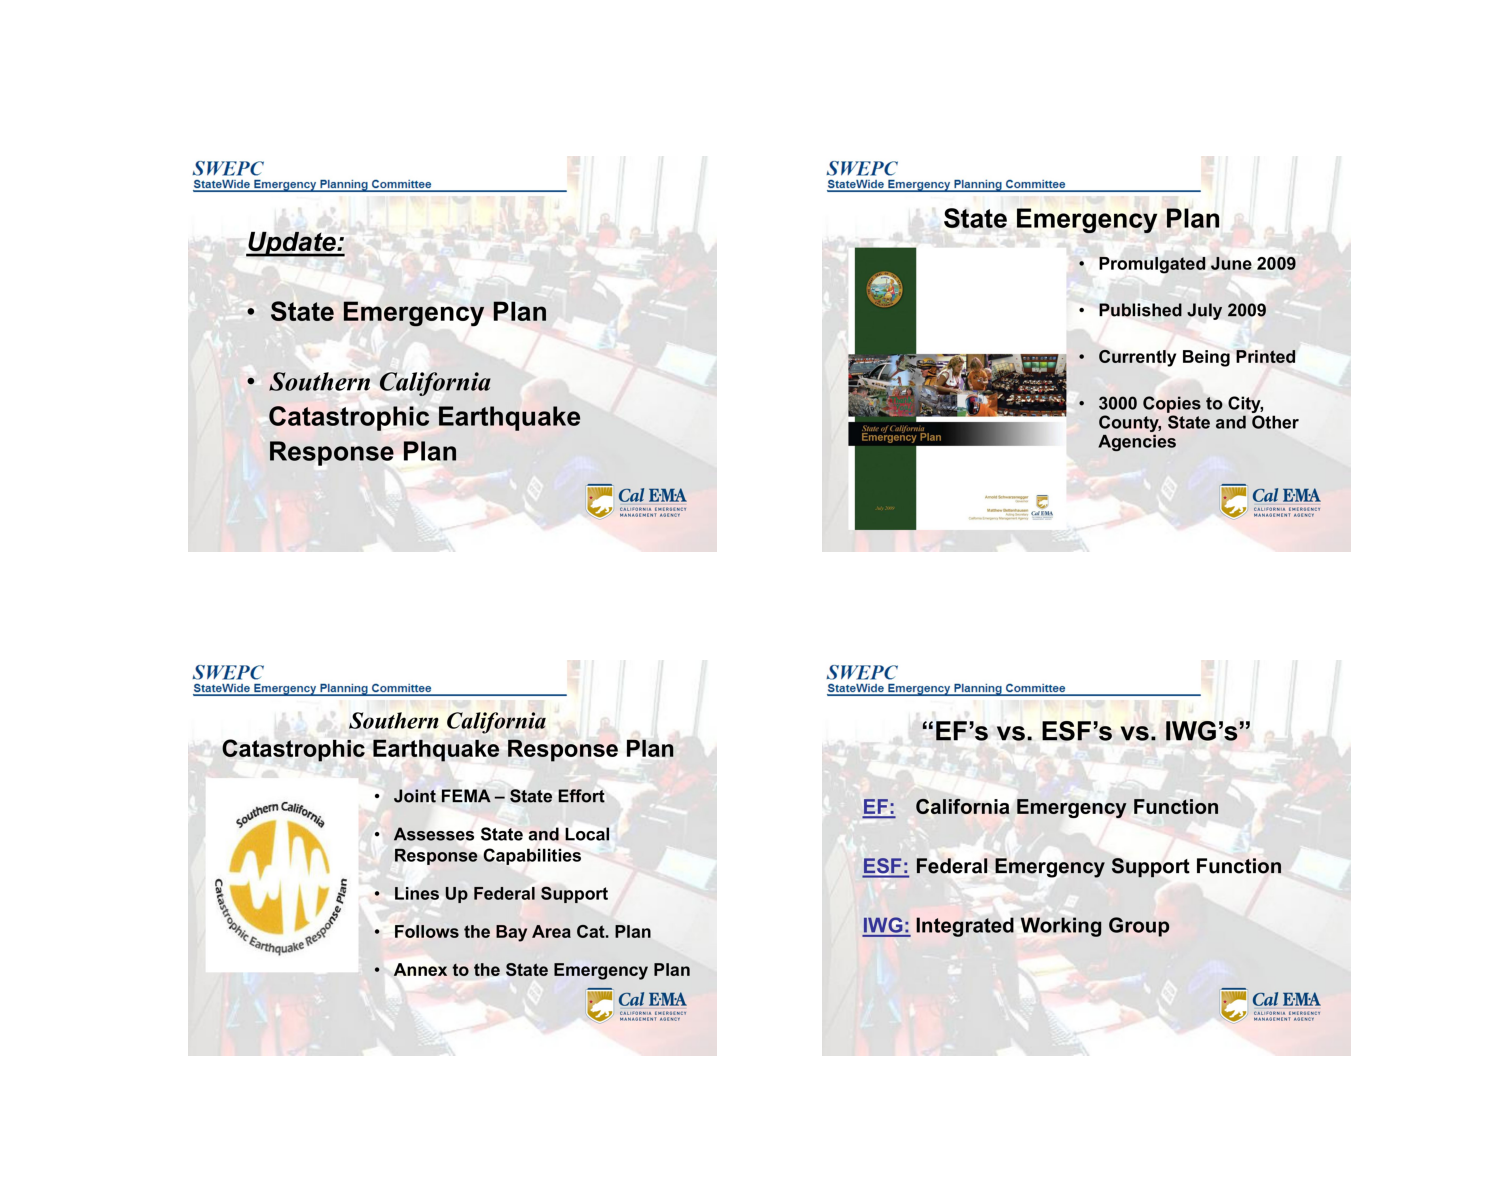 SWEPC
StateWide Emergency Planning Committee
Update:
• State Emergency Plan
• Southern California
Catastrophic Earthquake
Response Plan
Cal EMA
CALIFORNIA EMERGENCY
MANAGEMENT AGENCY
SWEPC
StateWide Emergency Planning Committee
State Emergency Plan
• Promulgated June 2009
• Published July 2009
• Currently Being Printed
• 3000 Copies to City,
County, State and Other
Agencies
State of California
Emergency Plan
July 2009
Arnold Schwarzenegger
Cal EMA
Cal EMA
CALIFORNIA EMERGENCY
MANAGEMENT AGENCY
SWEPC
StateWide Emergency Planning Committee
Southern California
Catastrophic Earthquake Response Plan
Southern California
Catastrophic Earthquake Response Plan
• Joint FEMA – State Effort
• Assesses State and Local
Response Capabilities
• Lines Up Federal Support
• Follows the Bay Area Cat. Plan
• Annex to the State Emergency Plan
Cal EMA
CALIFORNIA EMERGENCY
MANAGEMENT AGENCY
SWEPC
StateWide Emergency Planning Committee
“EF’s vs. ESF’s vs. IWG’s”
EF: California Emergency Function
ESF: Federal Emergency Support Function
IWG: Integrated Working Group
Cal EMA
CALIFORNIA EMERGENCY
MANAGEMENT AGENCY